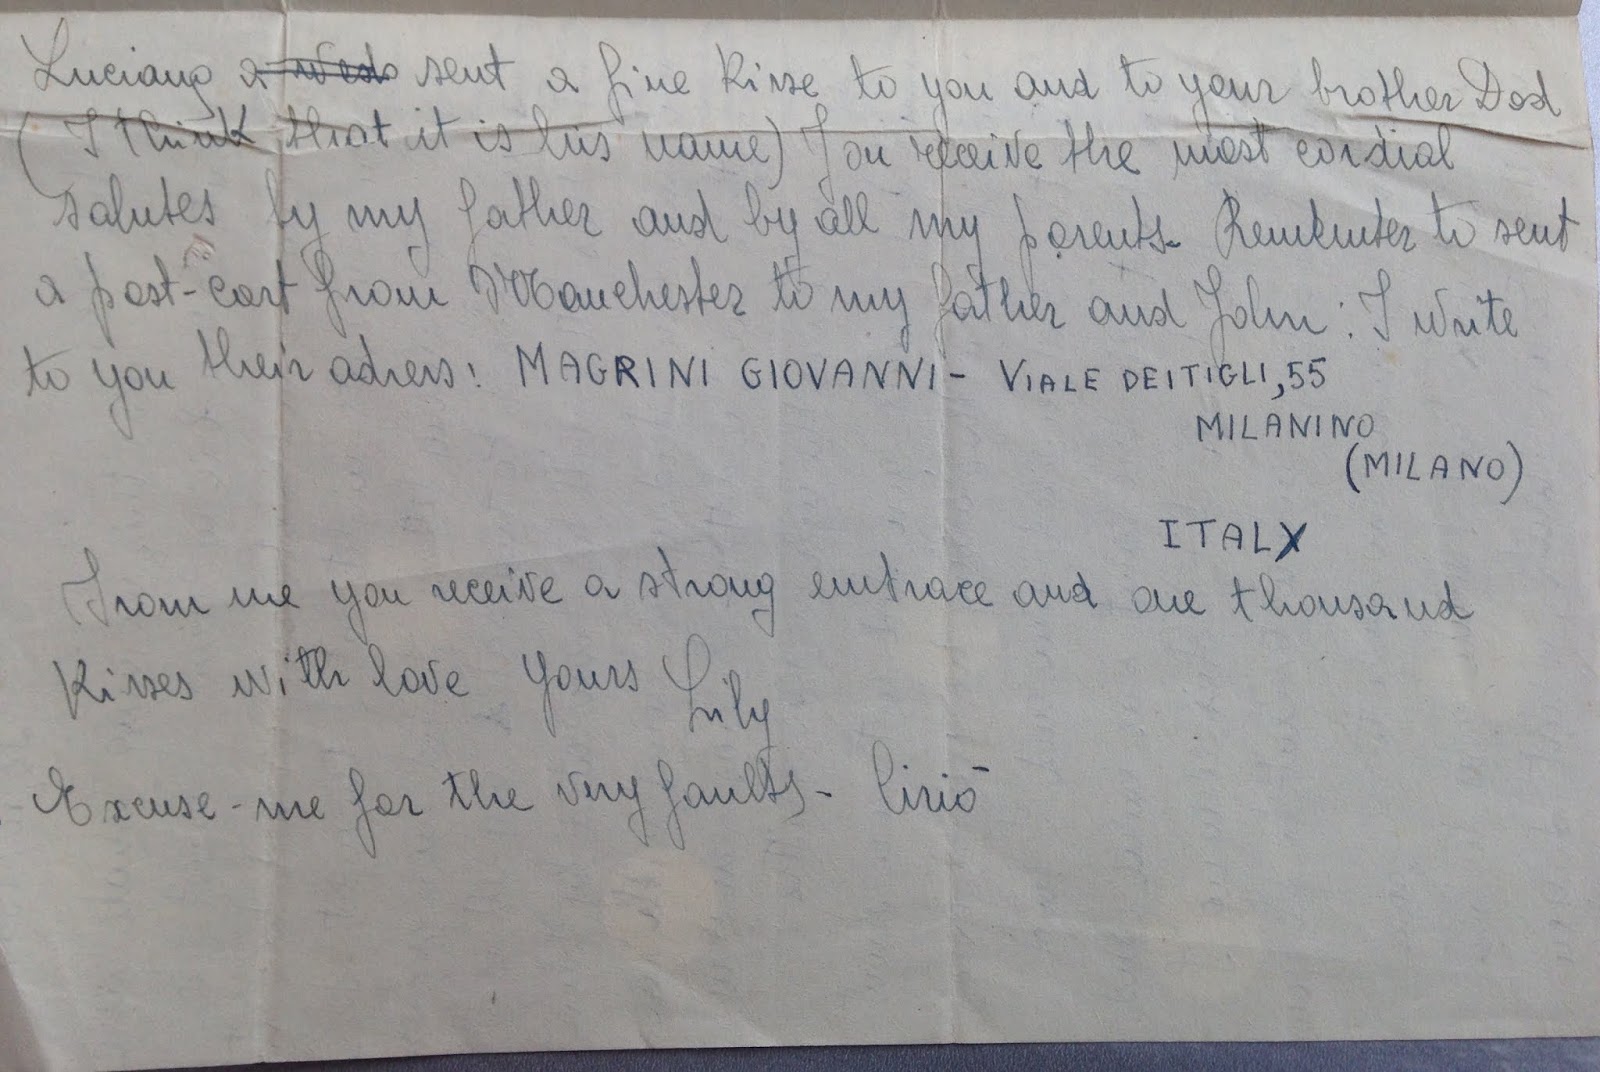 Luciano sent a fine kisse to you and to your brother Dod
(I think that it is his name) You receive the most cordial
salutes by my father and by all my parents. Remember to sent
a post-cart from Manchester to my father and John: I write
to you their adress: MAGRINI GIOVANNI - VIALE DEI TIGLI, 55
MILANINO
(MILANO)
ITALY
From me you receive a strong embrace and one thousand
kisses with love yours Lily
Excuse-me for the very faults -